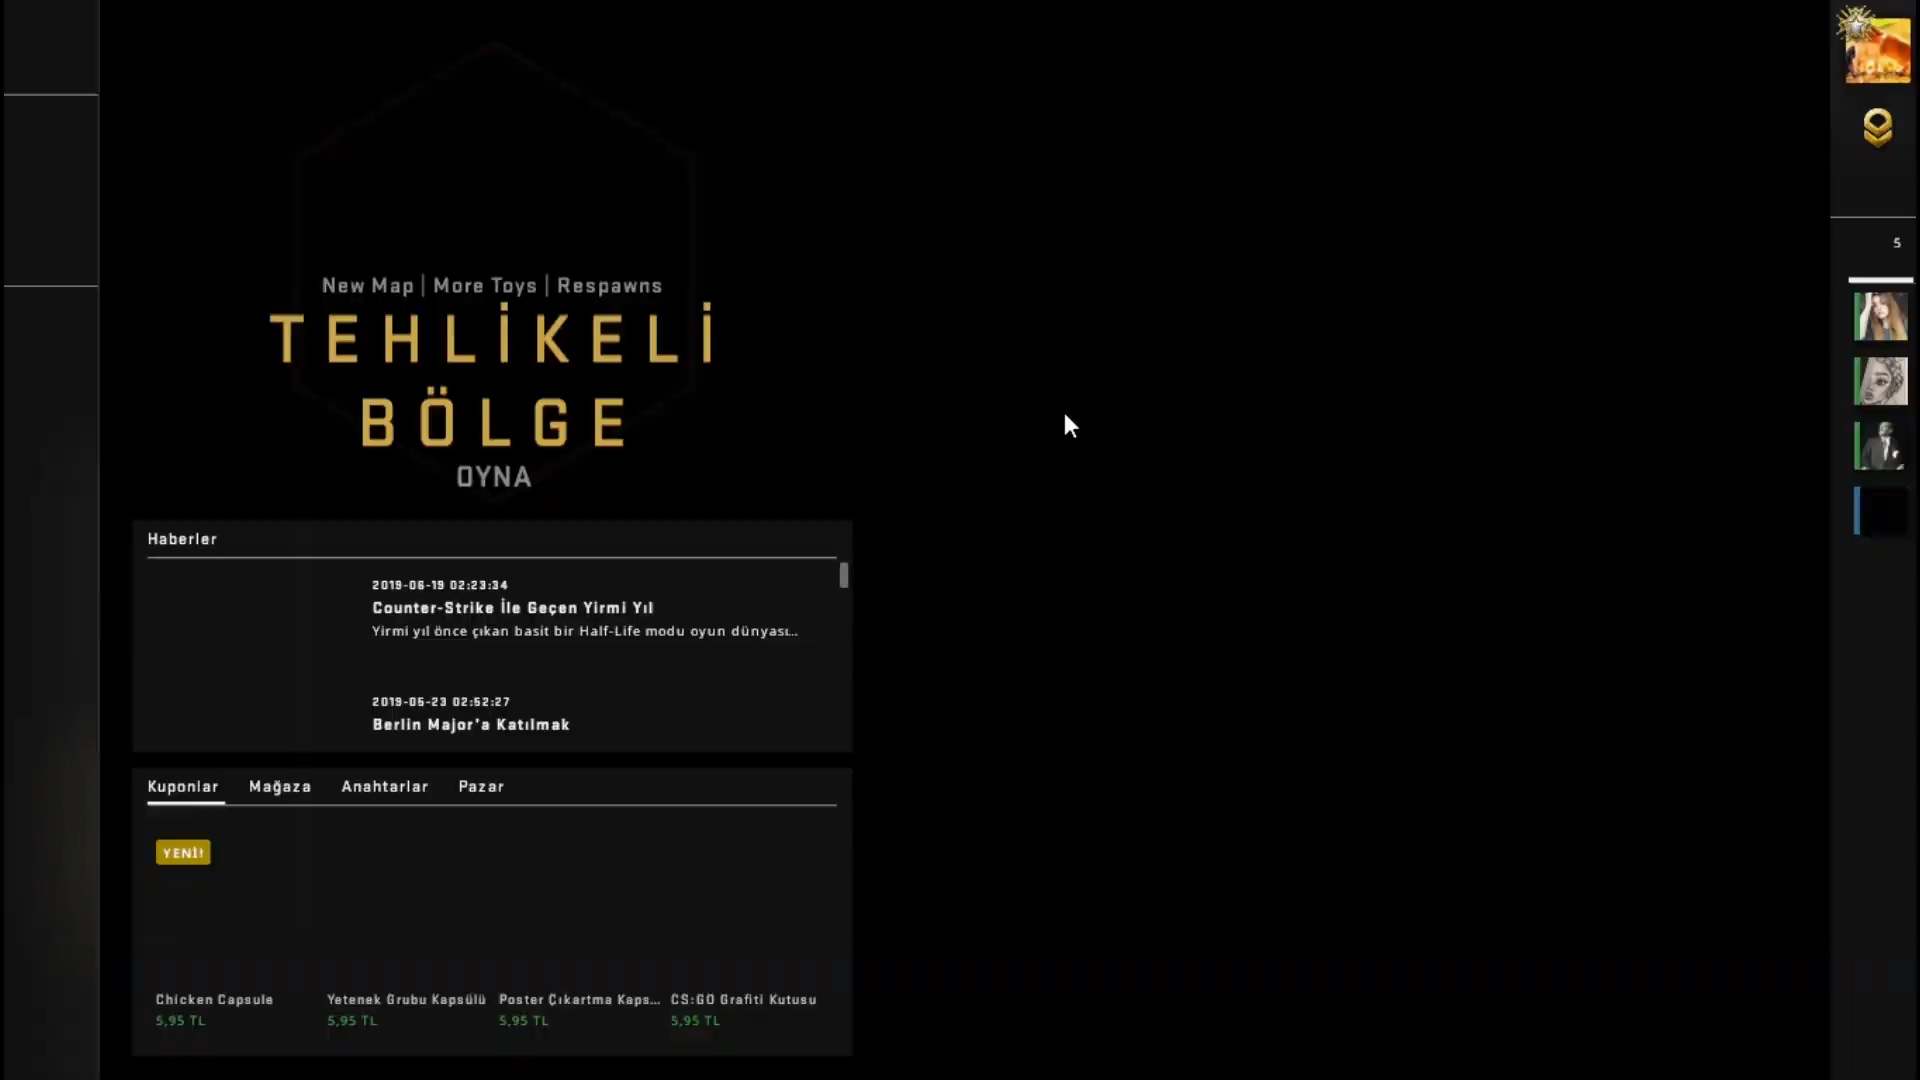 New Map | More Toys | Respawns
TEHLİKELİ
BÖLGE
OYNA
5
Haberler
2019-06-19 02:23:34
Counter-Strike İle Geçen Yirmi Yıl
Yirmi yıl önce çıkan basit bir Half-Life modu oyun dünyası...
2019-05-23 02:52:27
Berlin Major'a Katılmak
Kuponlar Mağaza Anahtarlar Pazar
YENİ!
Chicken Capsule Yetenek Grubu Kapsülü Poster Çıkartma Kaps... CS:GO Grafiti Kutusu
5,95 TL 5,95 TL 5,95 TL 5,95 TL